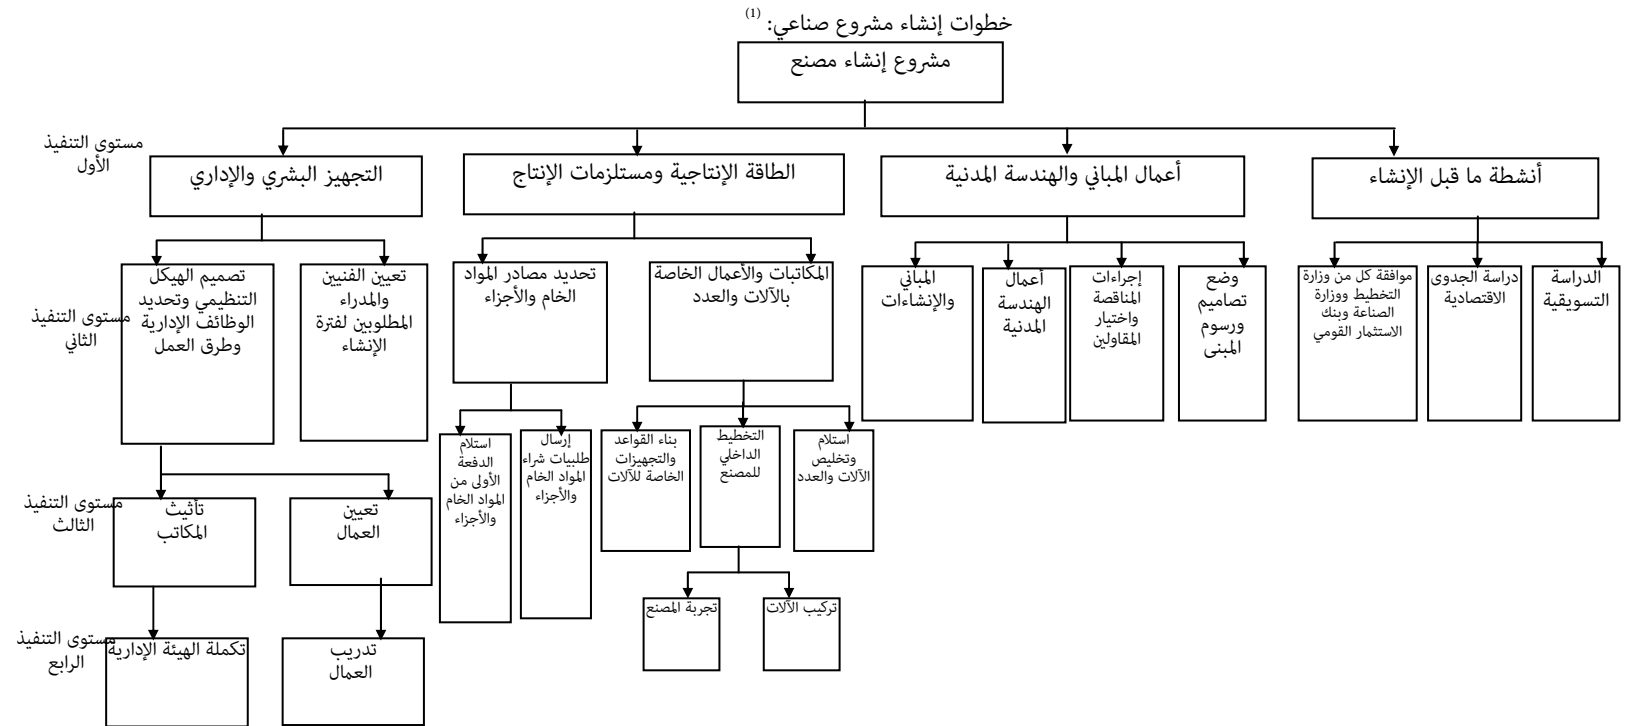 خطوات إنشاء مشروع صناعي: (1)
مشروع إنشاء مصنع
مستوى التنفيذ
الأول
أنشطة ما قبل الإنشاء
أعمال المباني والهندسة المدنية
الطاقة الإنتاجية ومستلزمات الإنتاج
التجهيز البشري والإداري
مستوى التنفيذ
الثاني
الدراسة
التسويقية
دراسة الجدوى
الاقتصادية
موافقة كل من وزارة
التخطيط ووزارة
الصناعة وبنك
الاستثمار القومي
وضع
تصاميم
ورسوم
المبنى
إجراءات
المناقصة
واختيار
المقاولين
أعمال
الهندسة
المدنية
المباني
والإنشاءات
المكاتبات والأعمال الخاصة
بالآلات والعدد
تحديد مصادر المواد
الخام والأجزاء
تعيين الفنيين
والمدراء
المطلوبين لفترة
الإنشاء
تصميم الهيكل
التنظيمي وتحديد
الوظائف الإدارية
وطرق العمل
مستوى التنفيذ
الثالث
استلام
وتخليص
الآلات والعدد
التخطيط
الداخلي
للمصنع
بناء القواعد
والتجهيزات
الخاصة للآلات
إرسال
طلبيات شراء
المواد الخام
والأجزاء
استلام
الدفعة
الأولى من
المواد الخام
والأجزاء
تعيين
العمال
تأثيث
المكاتب
مستوى التنفيذ
الرابع
تركيب الآلات
تجربة المصنع
تدريب
العمال
تكملة الهيئة الإدارية